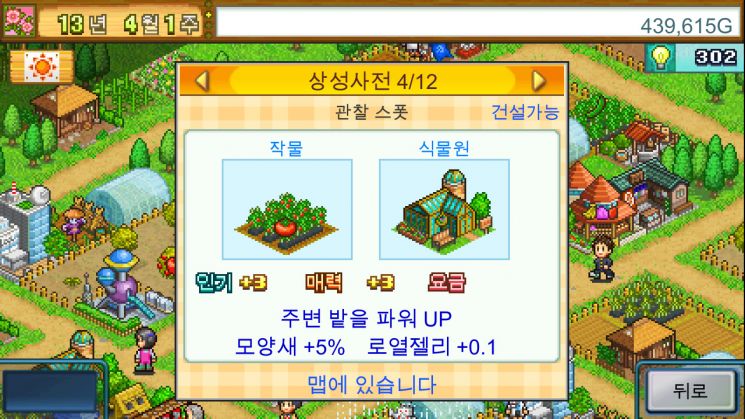 13년 4월 1주
439,615G
302
상성사전 4/12
관찰 스폿 건설가능
작물 식물원
인기 +3 매력 +3 요금
주변 밭을 파워 UP
모양새 +5% 로열젤리 +0.1
맵에 있습니다
뒤로